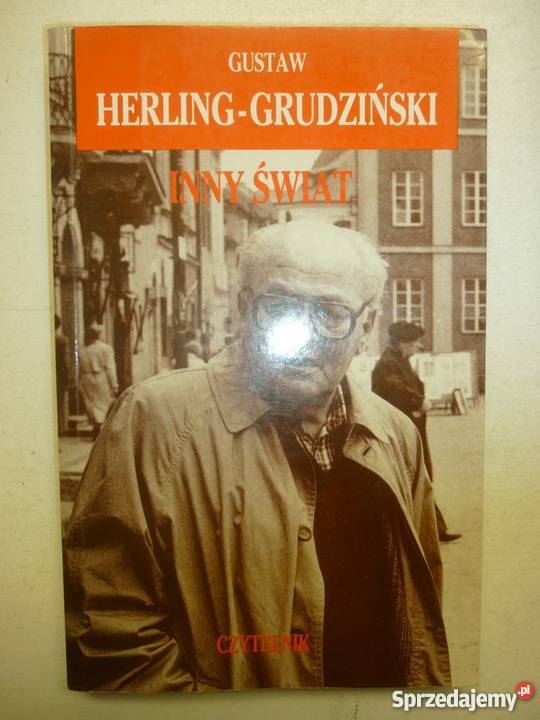 GUSTAW
HERLING-GRUDZIŃSKI
INNY ŚWIAT
CZYTELNIK
Sprzedajemy.pl